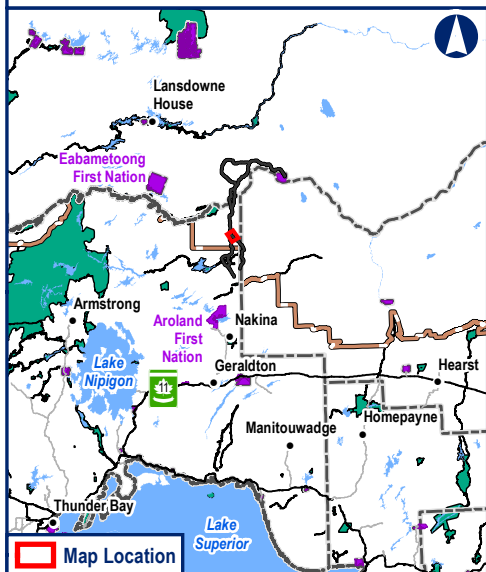 Lansdowne
House
Eabametoong
First Nation
Armstrong
Aroland
First
Nation
Nakina
Lake
Nipigon
Geraldton
11
Hearst
Manitouwadge
Homepayne
Thunder Bay
Lake
Superior
Map Location